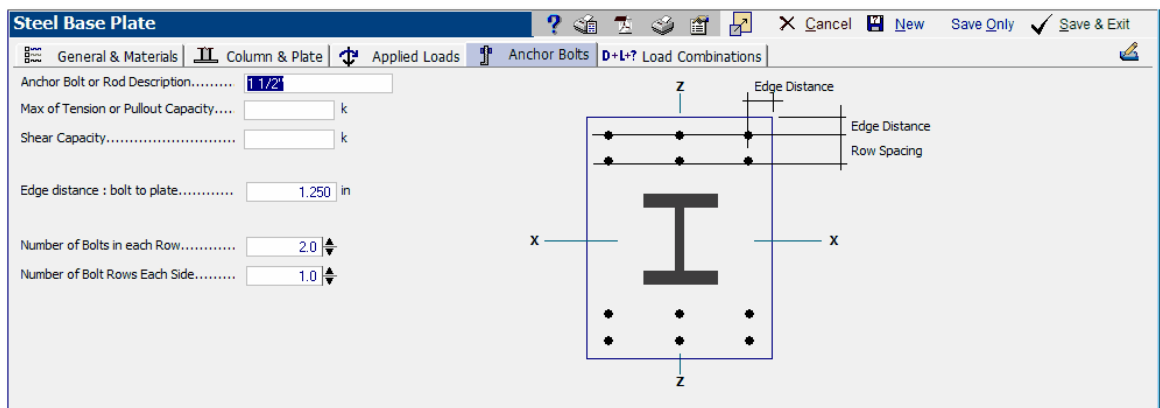 Steel Base Plate ? Cancel New Save Only Save & Exit
General & Materials Column & Plate Applied Loads Anchor Bolts D+L+? Load Combinations
Anchor Bolt or Rod Description......... 1 1/2"
Max of Tension or Pullout Capacity.... k
Shear Capacity........................... k
Edge distance : bolt to plate............ 1.250 in
Number of Bolts in each Row............ 2.0
Number of Bolt Rows Each Side......... 1.0
Z
Edge Distance
Edge Distance
Row Spacing
X
X
Z